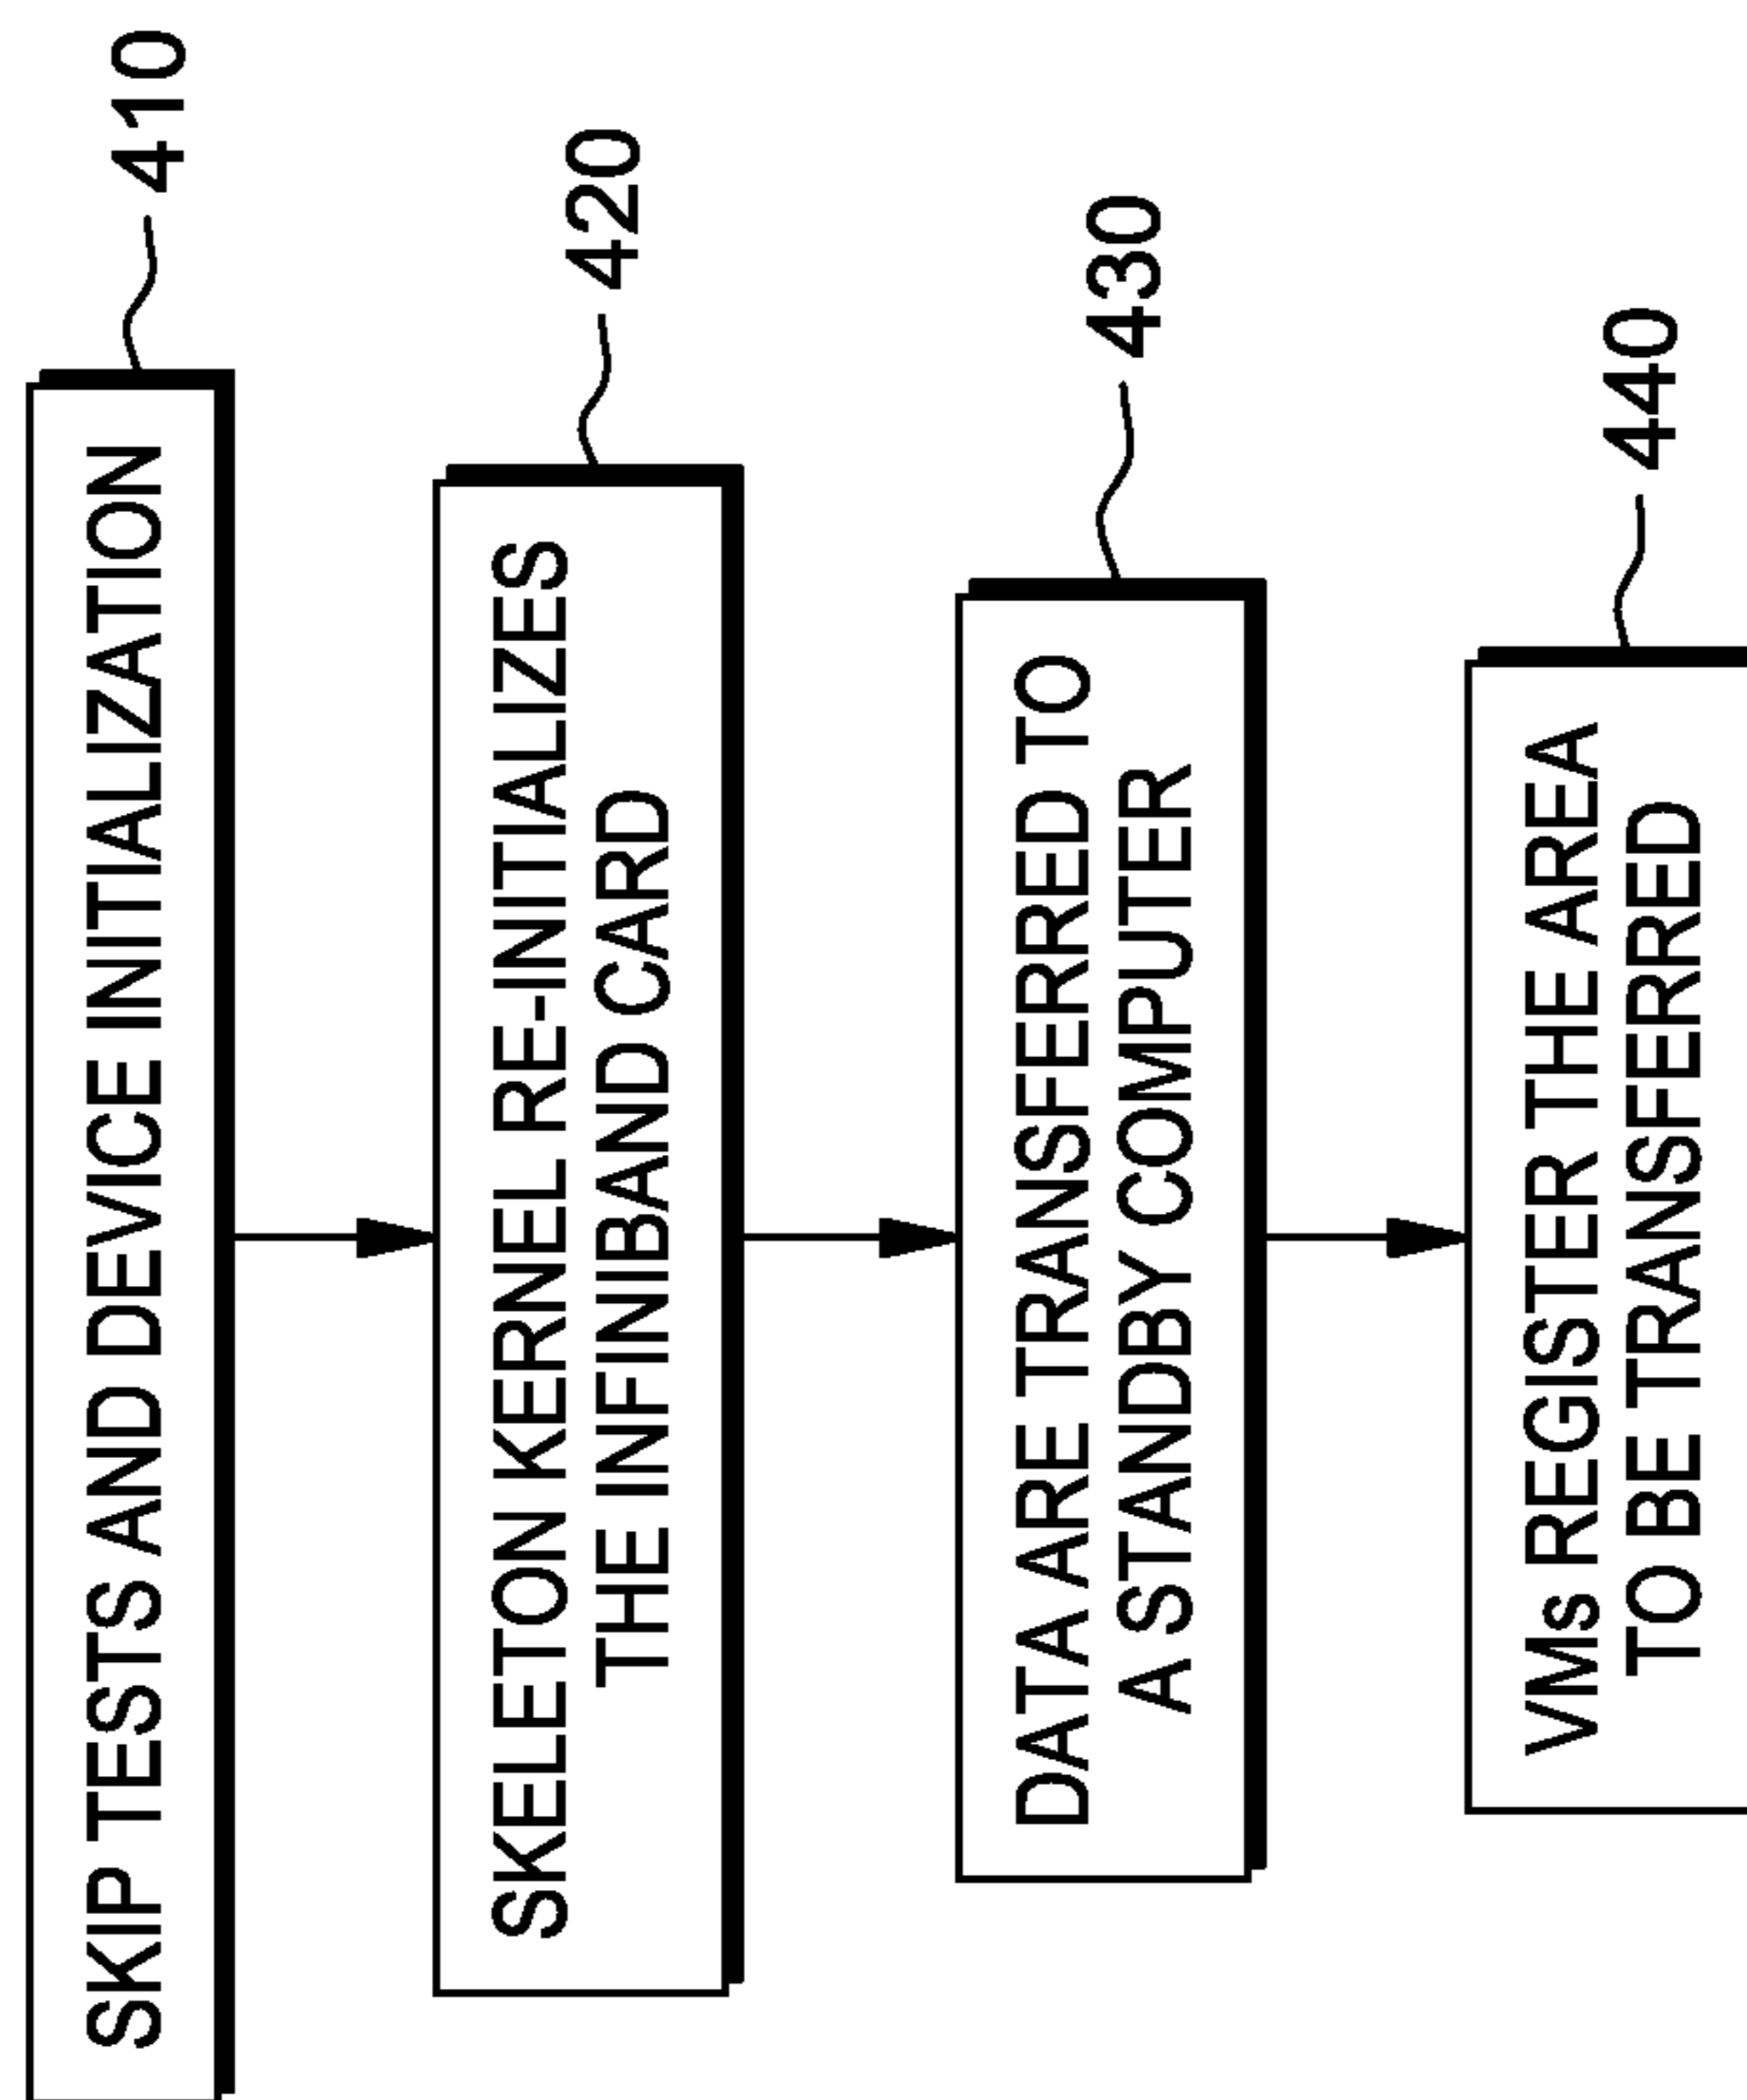 SKIP TESTS AND DEVICE INITIALIZATION
410
SKELETON KERNEL RE-INITIALIZES
THE INFINIBAND CARD
420
DATA ARE TRANSFERRED TO
A STANDBY COMPUTER
430
VMs REGISTER THE AREA
TO BE TRANSFERRED
440